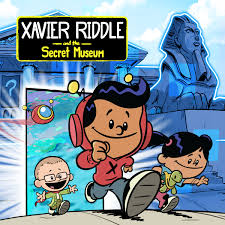 XAVIER RIDDLE
and the
Secret Museum